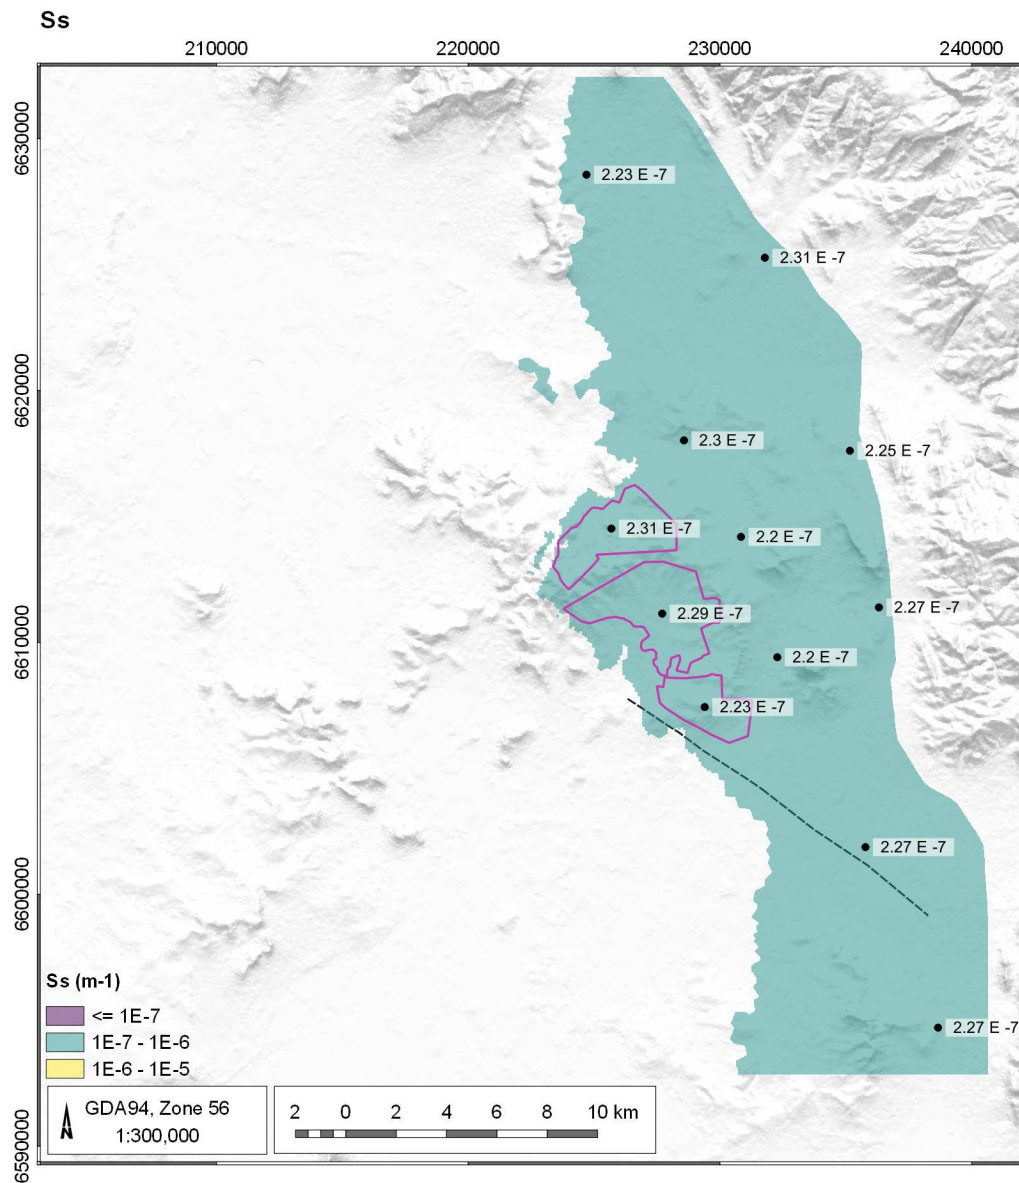 Ss
210000 220000 230000 240000
6630000
2.23 E -7
2.31 E -7
6620000
2.3 E -7
2.25 E -7
2.31 E -7
2.2 E -7
2.27 E -7
2.29 E -7
6610000
2.2 E -7
2.23 E -7
2.27 E -7
6600000
2.27 E -7
Ss (m-1)
<= 1E-7
1E-7 - 1E-6
1E-6 - 1E-5
N
GDA94, Zone 56
1:300,000
2 0 2 4 6 8 10 km
6590000